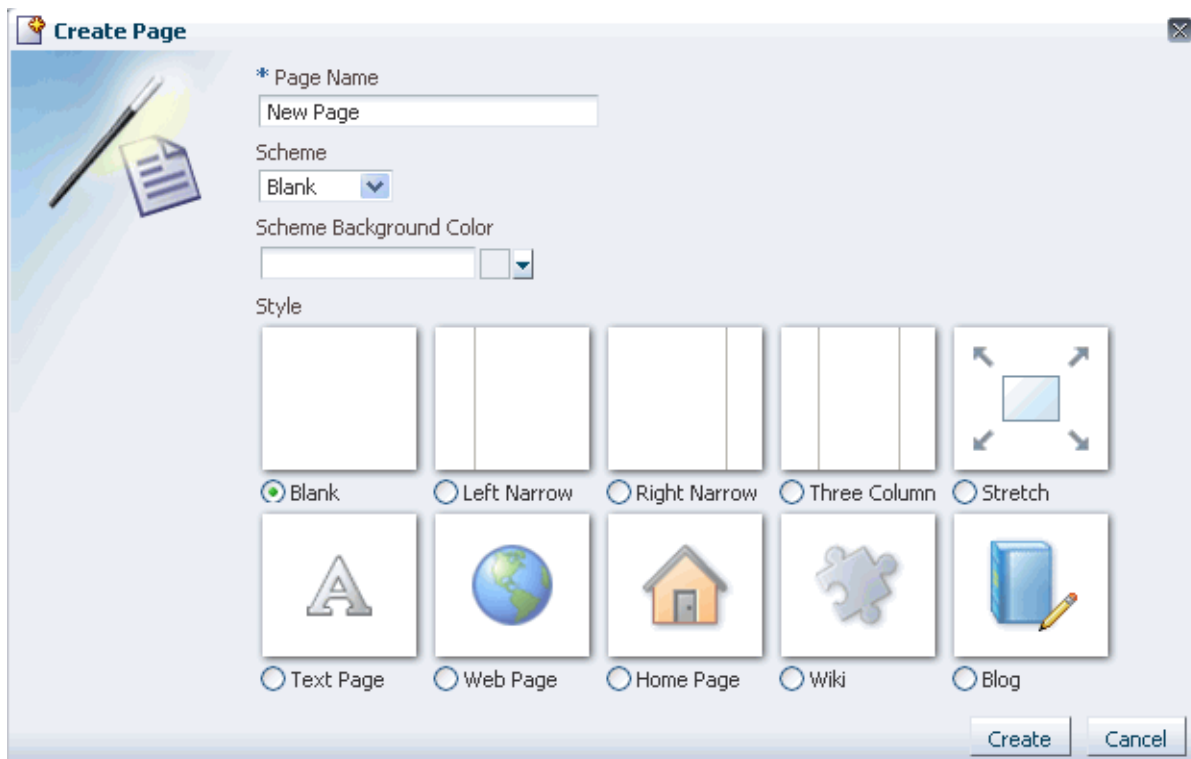 Create Page
* Page Name
New Page
Scheme
Blank
Scheme Background Color
Style
Blank Left Narrow Right Narrow Three Column Stretch
A
Text Page Web Page Home Page Wiki Blog
Create Cancel